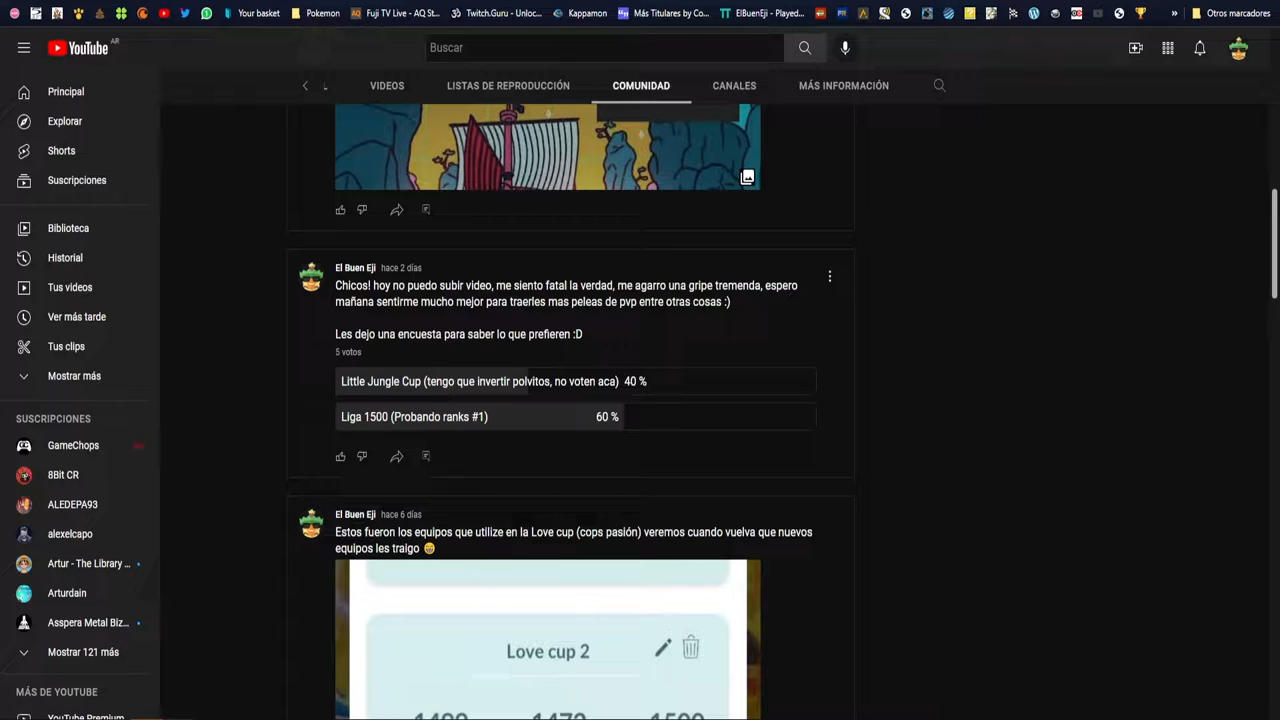 Your basket
Pokemon
Fuji TV Live - AQ St...
Twitch.Guru - Unloc...
Kappamon
Más Titulares by Co...
ElBuenEji - Played...
»
Otros marcadores
YouTube AR
Buscar
VIDEOS
LISTAS DE REPRODUCCIÓN
COMUNIDAD
CANALES
MÁS INFORMACIÓN
Principal
Explorar
Shorts
Suscripciones
Biblioteca
Historial
Tus videos
Ver más tarde
Tus clips
Mostrar más
SUSCRIPCIONES
GameChops
8Bit CR
ALEDEPA93
alexelcapo
Artur - The Library ...
Arturdain
Asspera Metal Biz...
Mostrar 121 más
MÁS DE YOUTUBE
YouTube Premium
El Buen Eji hace 2 días
Chicos! hoy no puedo subir video, me siento fatal la verdad, me agarro una gripe tremenda, espero
mañana sentirme mucho mejor para traerles mas peleas de pvp entre otras cosas :)
Les dejo una encuesta para saber lo que prefieren :D
5 votos
Little Jungle Cup (tengo que invertir polvitos, no voten aca) 40 %
Liga 1500 (Probando ranks #1) 60 %
El Buen Eji hace 6 días
Estos fueron los equipos que utilize en la Love cup (cops pasión) veremos cuando vuelva que nuevos
equipos les traigo 😁
Love cup 2
1472 1500